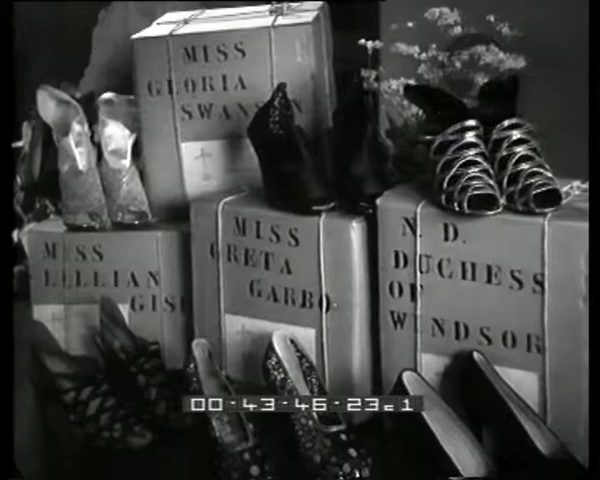 MISS
GLORIA
SWANSON
MISS
LILLIAN
GISH
MISS
GRETA
GARBO
N. D.
DUCHESS
OF
WINDSOR
00-43-46-23 1